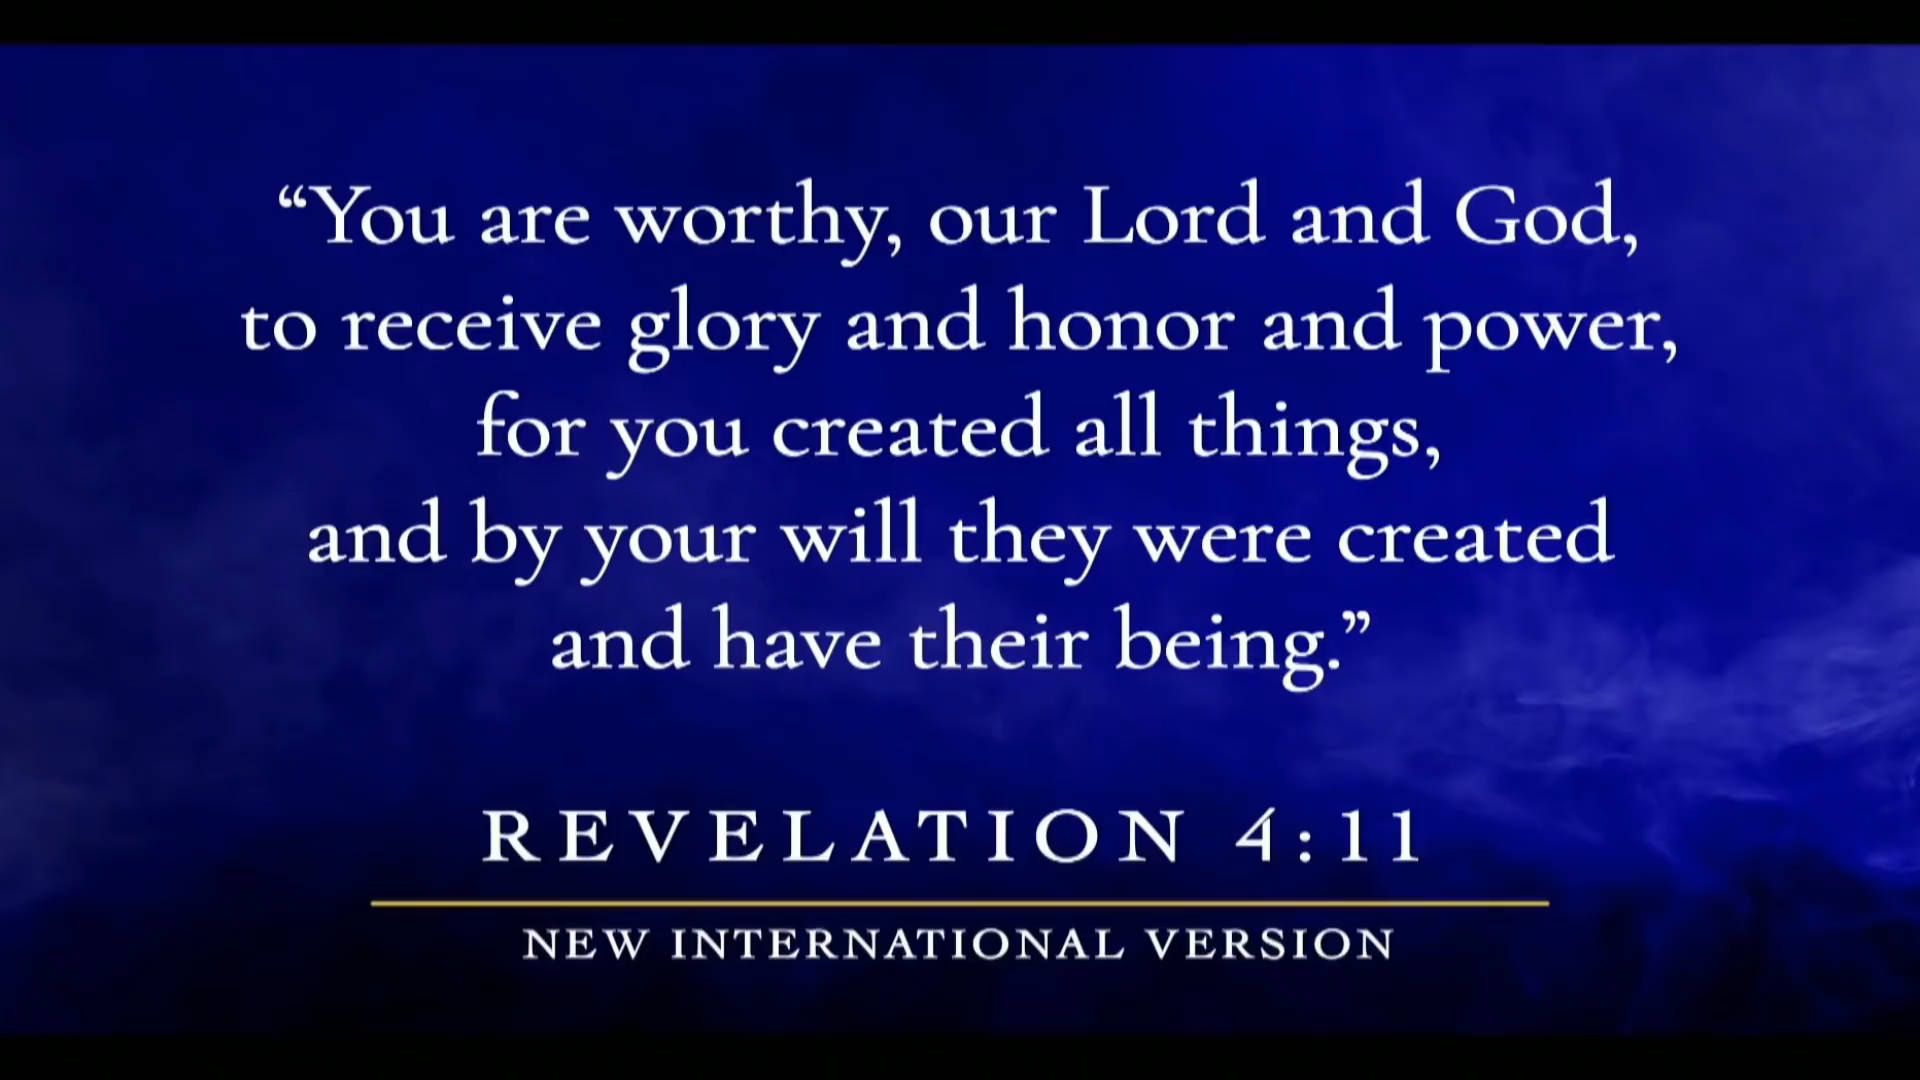 “You are worthy, our Lord and God,
to receive glory and honor and power,
for you created all things,
and by your will they were created
and have their being.”
REVELATION 4:11
NEW INTERNATIONAL VERSION